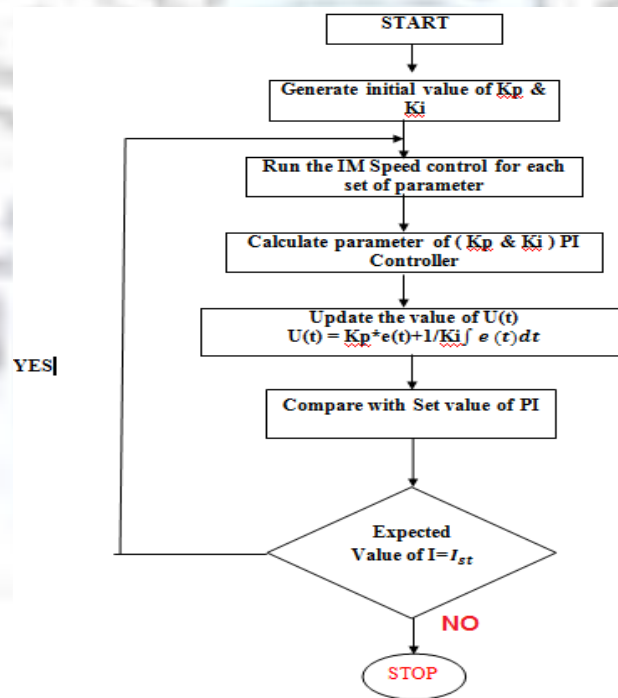 START
Generate initial value of Kp &
Ki
Run the IM Speed control for each
set of parameter
Calculate parameter of ( Kp & Ki ) PI
Controller
Update the value of U(t)
U(t) = Kp*e(t)+1/Ki∫ e (t)dt
YES
Compare with Set value of PI
Expected
Value of I=I_st
NO
STOP